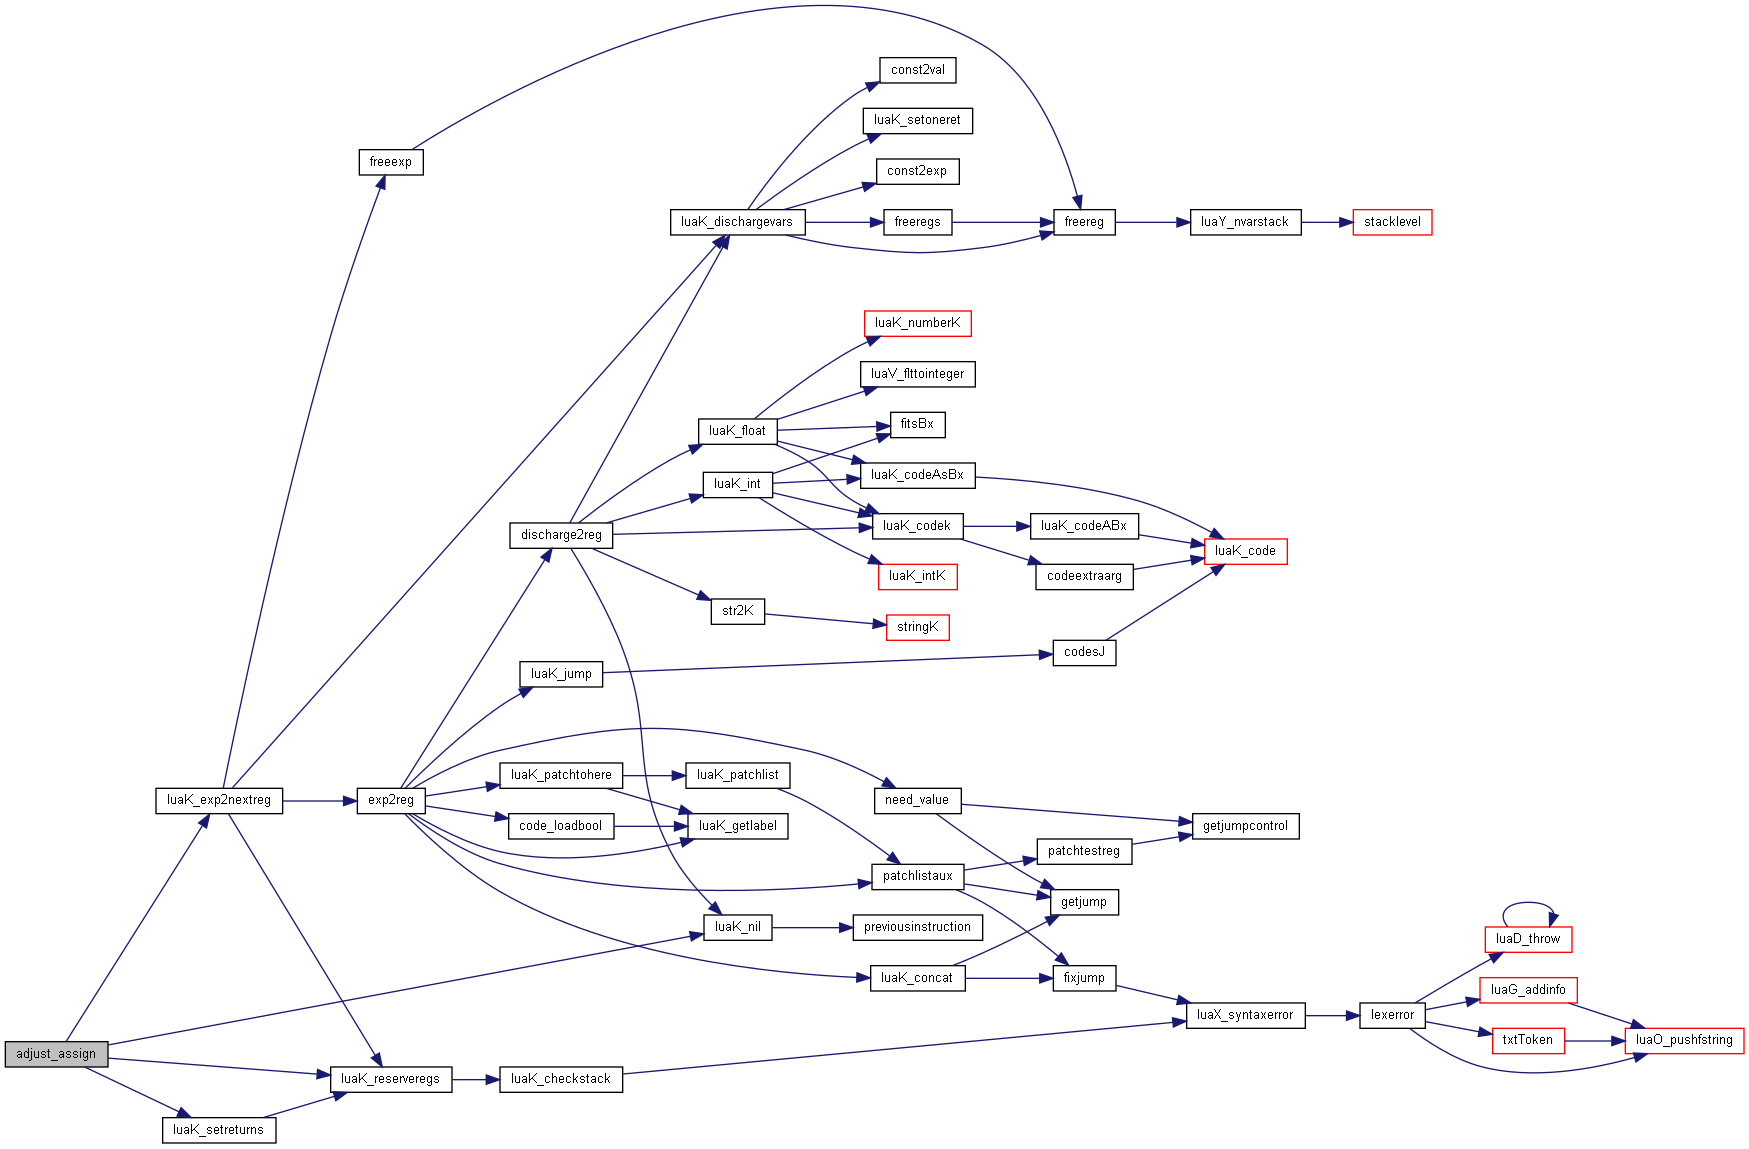 const2val
luaK_setoneret
freeexp
const2exp
luaK_dischargevars
freeregs
freereg
luaY_nvarstack
stacklevel
luaK_numberK
luaV_flttointeger
luaK_float
fitsBx
luaK_int
luaK_codeAsBx
discharge2reg
luaK_codek
luaK_codeABx
luaK_code
luaK_intK
codeextraarg
str2K
stringK
luaK_jump
codesJ
luaK_patchtohere
luaK_patchlist
luaK_exp2nextreg
exp2reg
need_value
code_loadbool
luaK_getlabel
getjumpcontrol
patchtestreg
patchlistaux
getjump
luaK_nil
previousinstruction
luaD_throw
luaK_concat
fixjump
luaG_addinfo
luaX_syntaxerror
lexerror
txtToken
luaO_pushfstring
adjust_assign
luaK_reserveregs
luaK_checkstack
luaK_setreturns